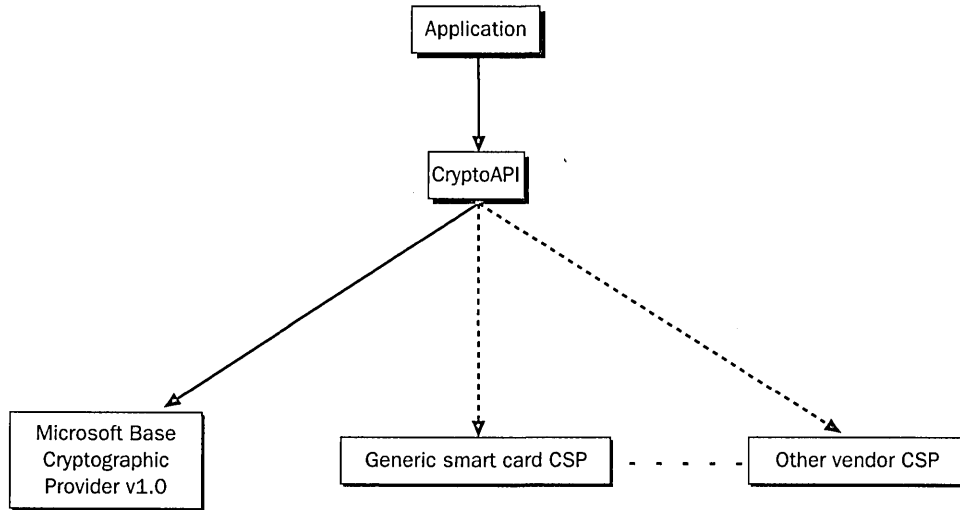 Application
CryptoAPI
Microsoft Base
Cryptographic
Provider v1.0
Generic smart card CSP
Other vendor CSP